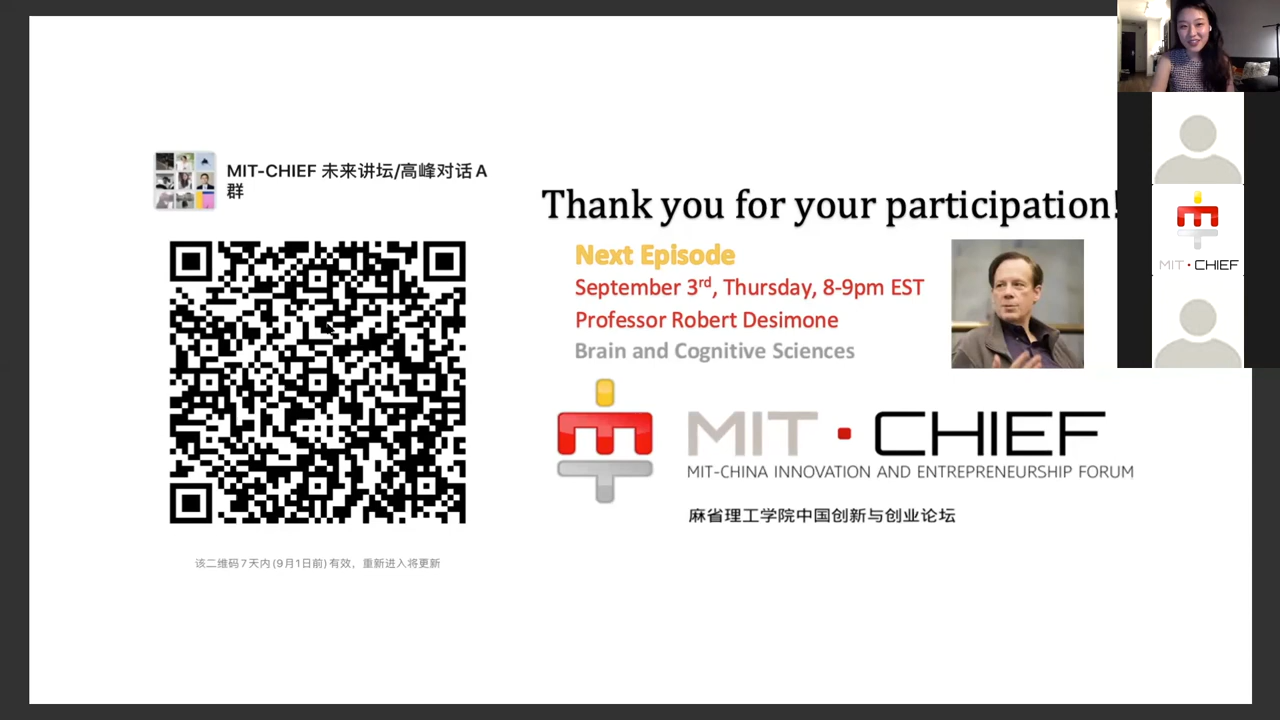 MIT-CHIEF 未来讲坛/高峰对话A
群
该二维码7天内(9月1日前)有效，重新进入将更新
Thank you for your participation!
Next Episode
September 3rd, Thursday, 8-9pm EST
Professor Robert Desimone
Brain and Cognitive Sciences
MIT·CHIEF
MIT-CHINA INNOVATION AND ENTREPRENEURSHIP FORUM
麻省理工学院中国创新与创业论坛
MIT·CHIEF